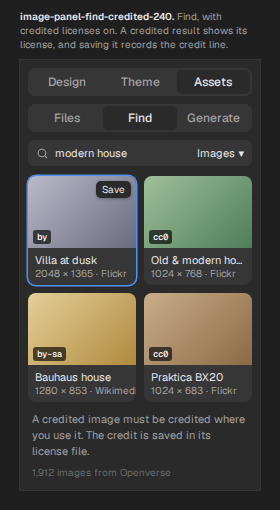 image-panel-find-credited-240. Find, with
credited licenses on. A credited result shows its
license, and saving it records the credit line.
Design Theme Assets
Files Find Generate
modern house Images ▾
Save
by cc0
Villa at dusk Old & modern ho...
2048 × 1365 · Flickr 1024 × 768 · Flickr
by-sa cc0
Bauhaus house Praktica BX20
1280 × 853 · Wikimed 1024 × 683 · Flickr
A credited image must be credited where
you use it. The credit is saved in its
license file.
1,912 images from Openverse